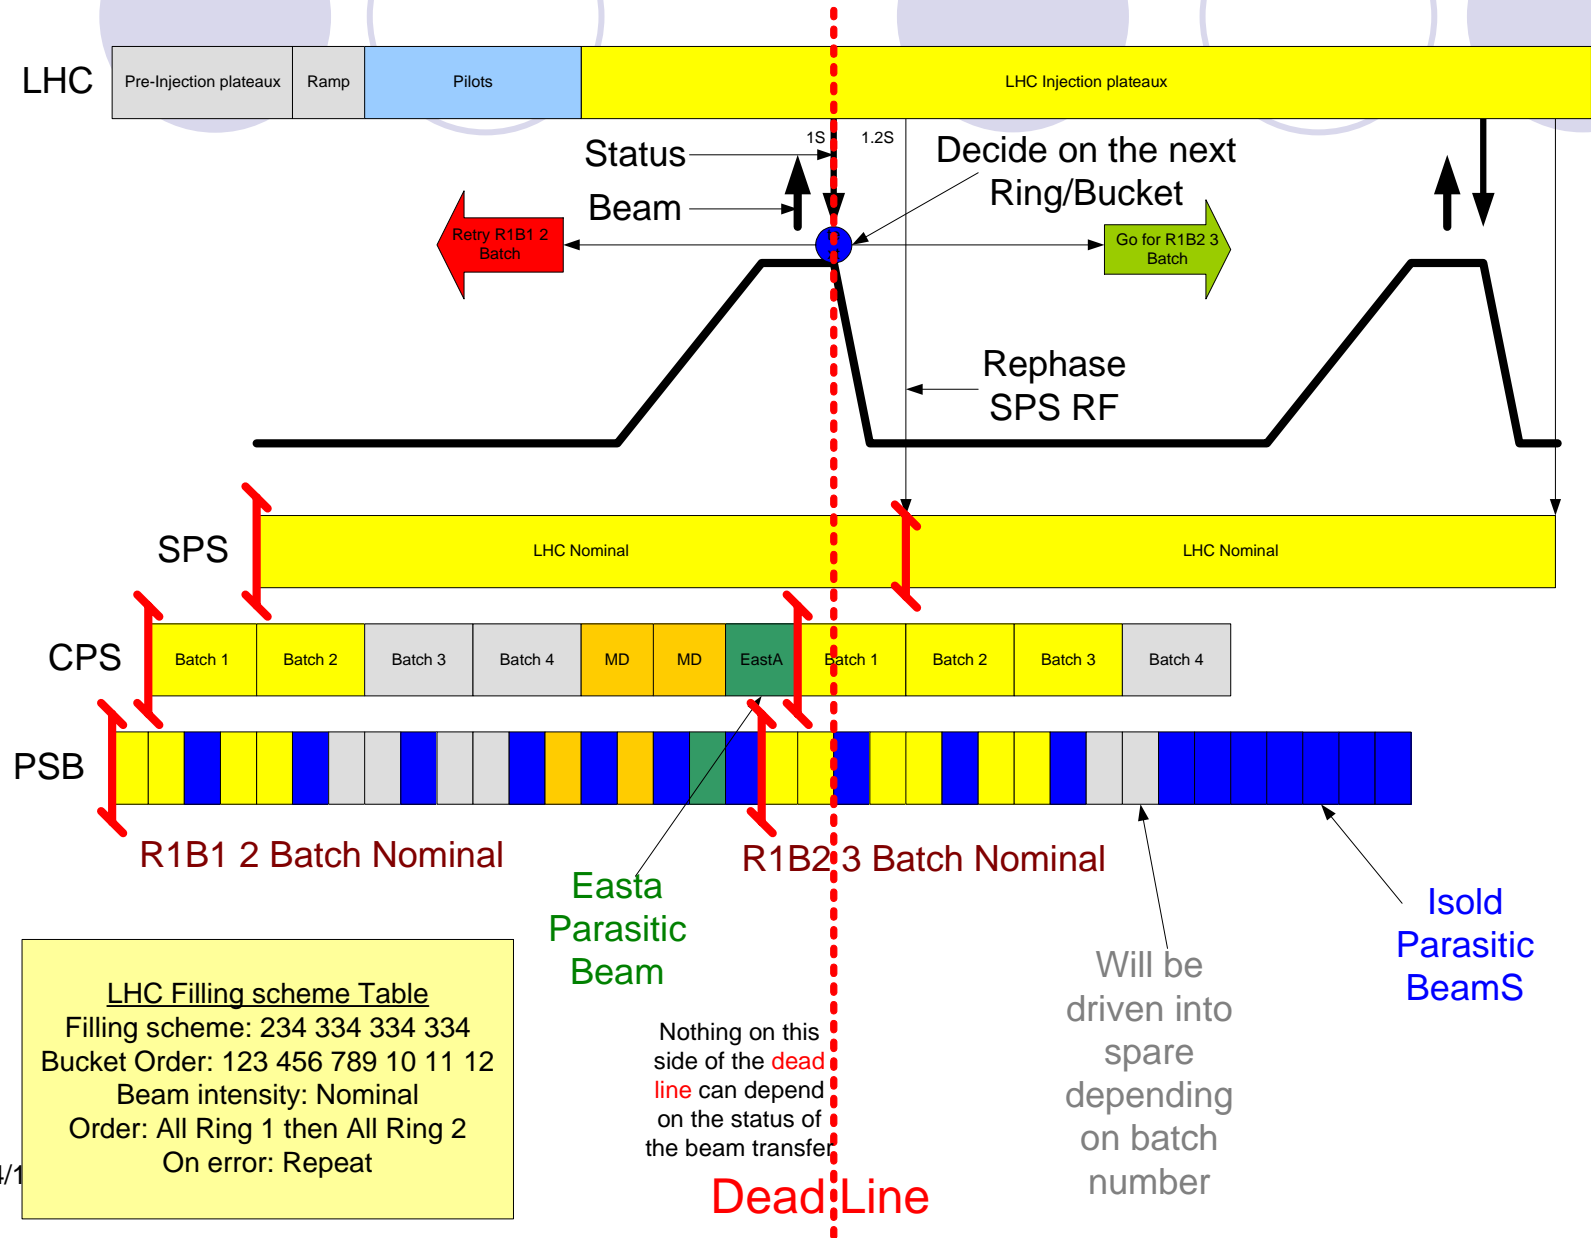 LHC
Pre-Injection plateaux
Ramp
Pilots
LHC Injection plateaux
1S
1.2S
Status
Beam
Decide on the next
Ring/Bucket
Retry R1B1 2
Batch
Go for R1B2 3
Batch
Rephase
SPS RF
SPS
LHC Nominal
LHC Nominal
CPS
Batch 1
Batch 2
Batch 3
Batch 4
MD
MD
EastA
Batch 1
Batch 2
Batch 3
Batch 4
PSB
R1B1 2 Batch Nominal
R1B2 3 Batch Nominal
Easta
Parasitic
Beam
Isold
Parasitic
BeamS
Will be
driven into
spare
depending
on batch
number
LHC Filling scheme Table
Filling scheme: 234 334 334 334
Bucket Order: 123 456 789 10 11 12
Beam intensity: Nominal
Order: All Ring 1 then All Ring 2
On error: Repeat
Nothing on this
side of the dead
line can depend
on the status of
the beam transfer
Dead Line